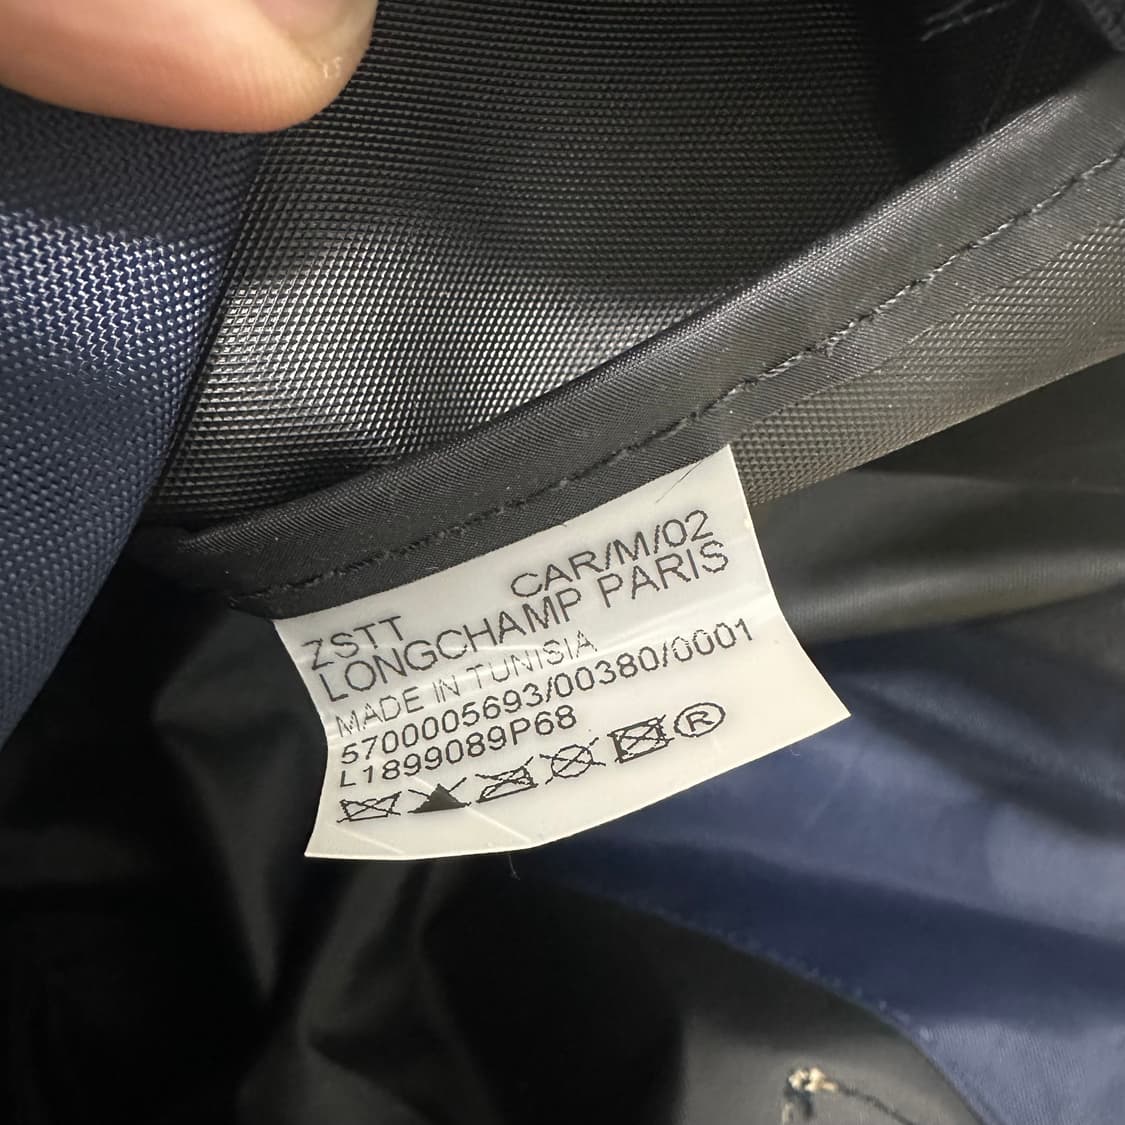 CAR/M/02
ZSTT
LONGCHAMP PARIS
MADE IN TUNISIA
5700005693/00380/0001
L1899089P68
®